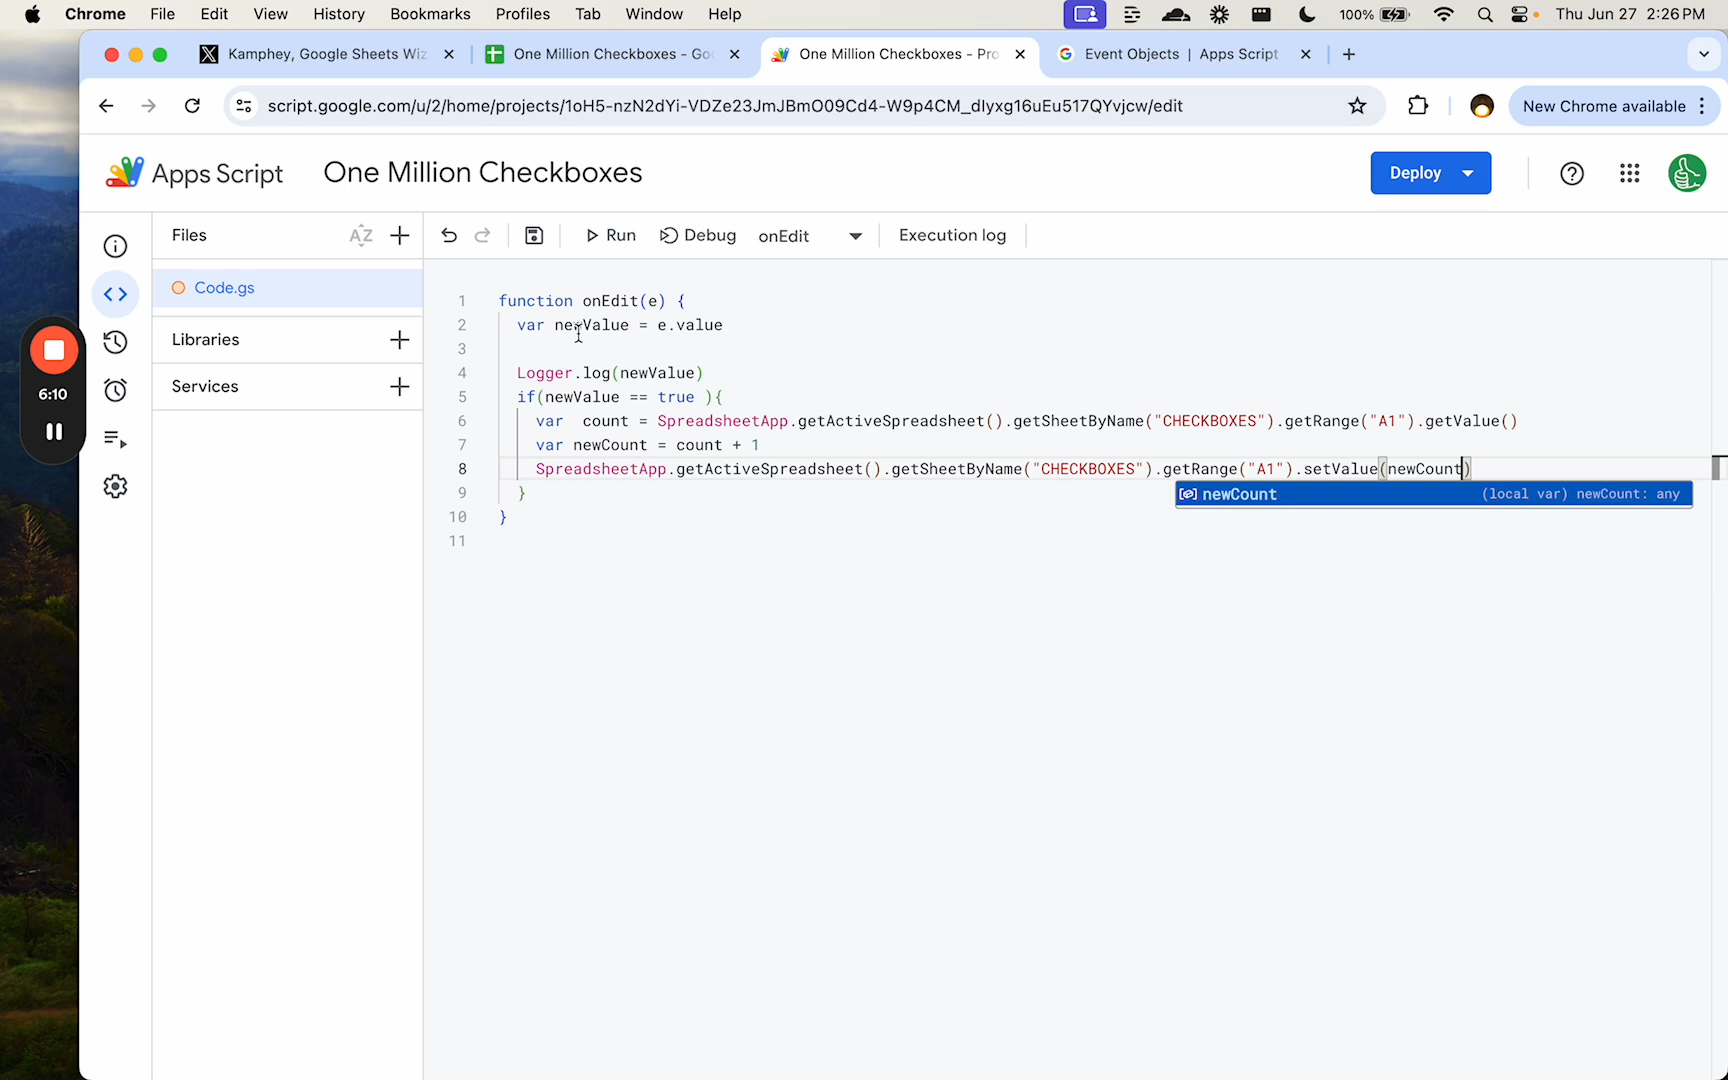 Chrome File Edit View History Bookmarks Profiles Tab Window Help 100% Thu Jun 27 2:26 PM
Kamphey, Google Sheets Wiz One Million Checkboxes - Goo One Million Checkboxes - Pro Event Objects | Apps Script
script.google.com/u/2/home/projects/1oH5-nzN2dYi-VDZe23JmJBmO09Cd4-W9p4CM_dlyxg16uEu517QYvjcw/edit New Chrome available
Apps Script One Million Checkboxes Deploy
Files AZ Run Debug onEdit Execution log
Code.gs
Libraries
Services
6:10
1 function onEdit(e) {
2 var newValue = e.value
3
4 Logger.log(newValue)
5 if(newValue == true ){
6 var  count = SpreadsheetApp.getActiveSpreadsheet().getSheetByName("CHECKBOXES").getRange("A1").getValue()
7 var newCount = count + 1
8 SpreadsheetApp.getActiveSpreadsheet().getSheetByName("CHECKBOXES").getRange("A1").setValue(newCount)
newCount (local var) newCount: any
9 }
10 }
11